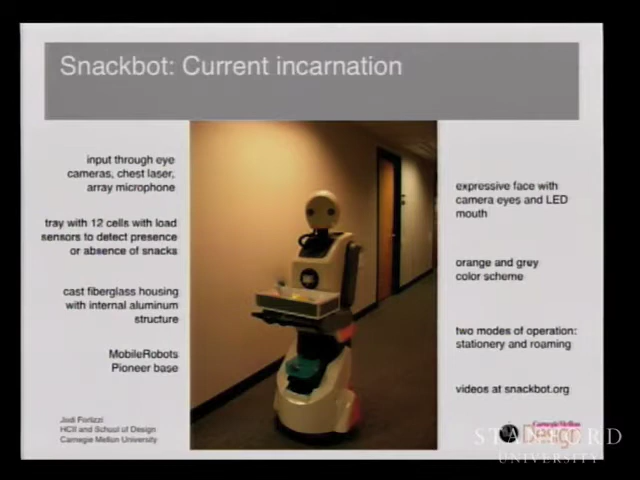 Snackbot: Current incarnation
input through eye
cameras, chest laser,
array microphone
tray with 12 cells with load
sensors to detect presence
or absence of snacks
cast fiberglass housing
with internal aluminum
structure
MobileRobots
Pioneer base
expressive face with
camera eyes and LED
mouth
orange and grey
color scheme
two modes of operation:
stationery and roaming
videos at snackbot.org
Jodi Forlizzi
HCII and School of Design
Carnegie Mellon University
Carnegie Mellon
Design
STANFORD
UNIVERSITY